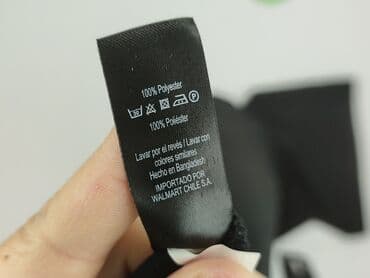 100% Polyester
100% Poliéster
Lavar por el revés / Lavar con
colores similares
Hecho en Bangladesh
IMPORTADO POR
WALMART CHILE S.A.